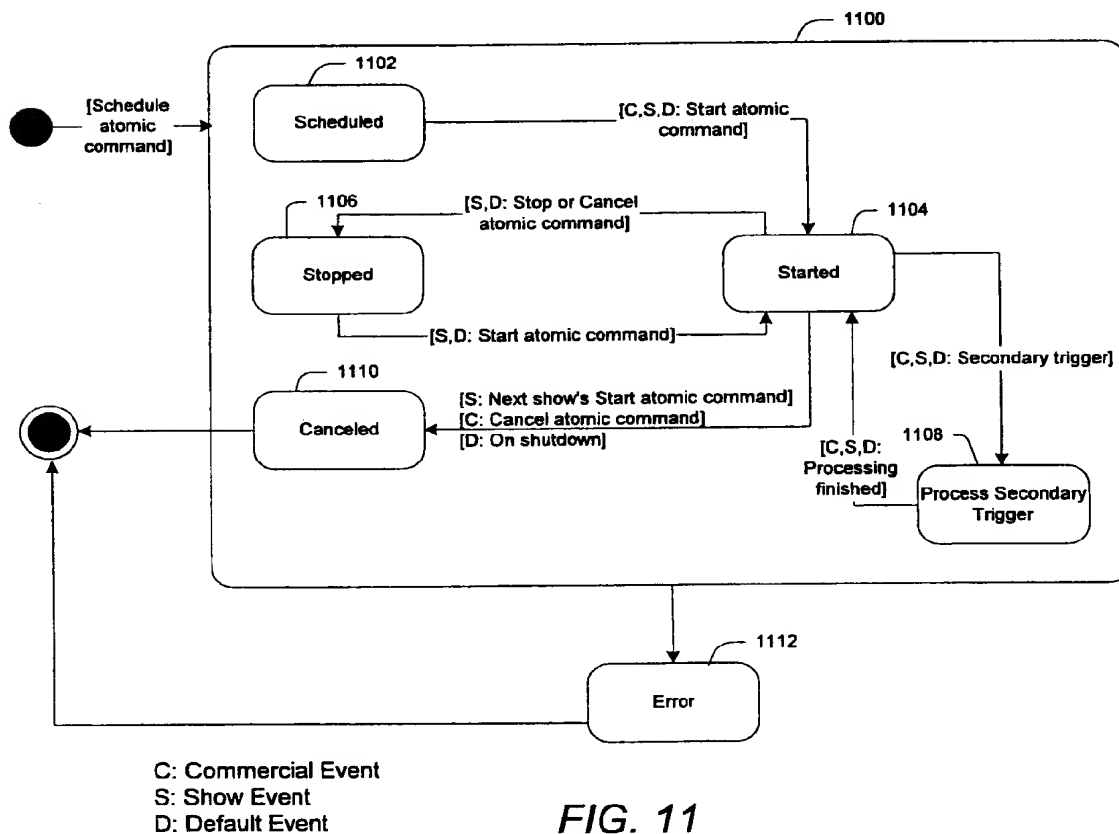 1100
1102
[Schedule
atomic
command]
Scheduled
[C,S,D: Start atomic
command]
1106
[S,D: Stop or Cancel
atomic command]
1104
Stopped
Started
[S,D: Start atomic command]
[C,S,D: Secondary trigger]
1110
[S: Next show's Start atomic command]
[C: Cancel atomic command]
[D: On shutdown]
Canceled
[C,S,D:
Processing
finished]
1108
Process Secondary
Trigger
1112
Error
C: Commercial Event
S: Show Event
D: Default Event
FIG. 11